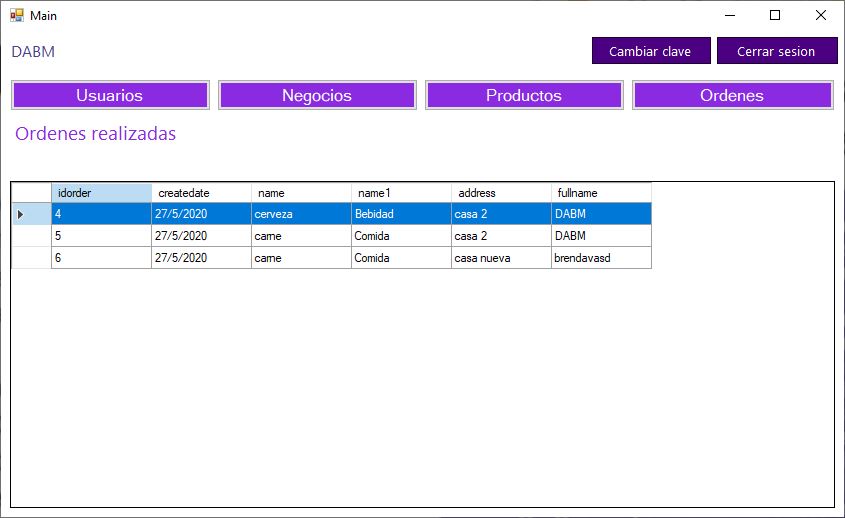 Main
DABM
Cambiar clave
Cerrar sesion
Usuarios
Negocios
Productos
Ordenes
Ordenes realizadas
idorder createdate name name1 address fullname
4 27/5/2020 cerveza Bebidad casa 2 DABM
5 27/5/2020 carne Comida casa 2 DABM
6 27/5/2020 carne Comida casa nueva brendavasd